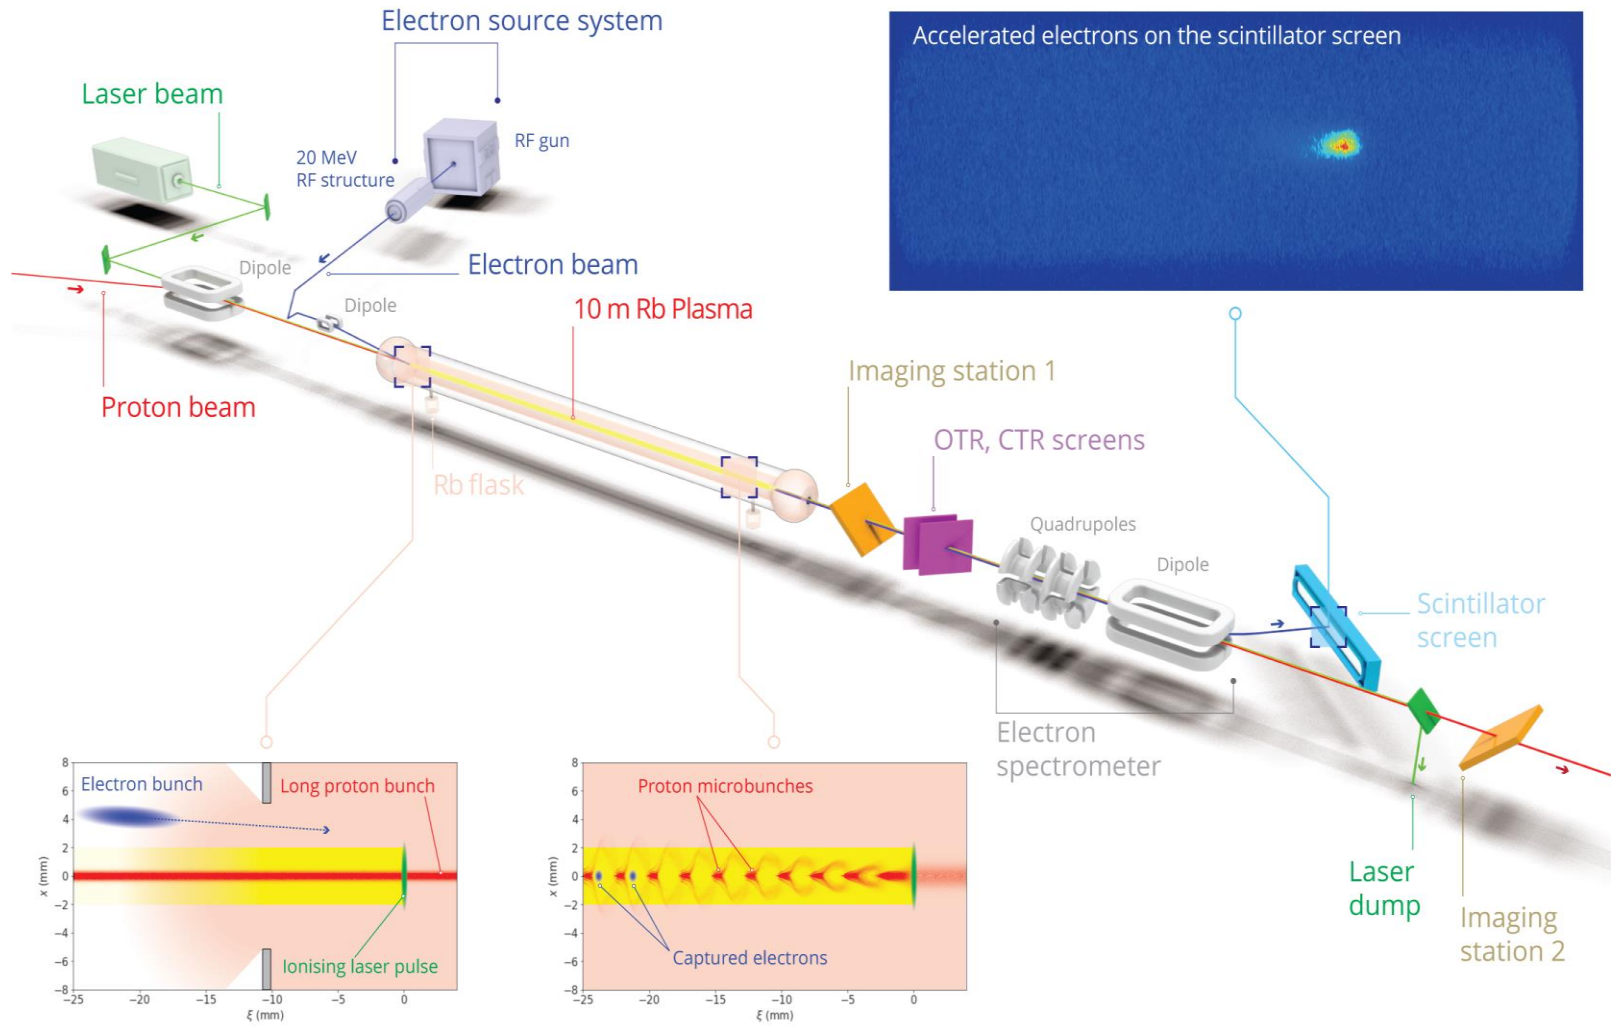 Electron source system
Accelerated electrons on the scintillator screen
Laser beam
RF gun
20 MeV
RF structure
Dipole
Electron beam
Dipole
10 m Rb Plasma
Proton beam
Imaging station 1
OTR, CTR screens
Rb flask
Quadrupoles
Dipole
Scintillator
screen
Electron
spectrometer
Laser
dump
Imaging
station 2
Electron bunch
Long proton bunch
Ionising laser pulse
8
6
4
2
0
−2
−4
−6
−8
x (mm)
−25
−20
−15
−10
−5
0
ξ (mm)
Proton microbunches
Captured electrons
8
6
4
2
0
−2
−4
−6
−8
x (mm)
−25
−20
−15
−10
−5
0
ξ (mm)